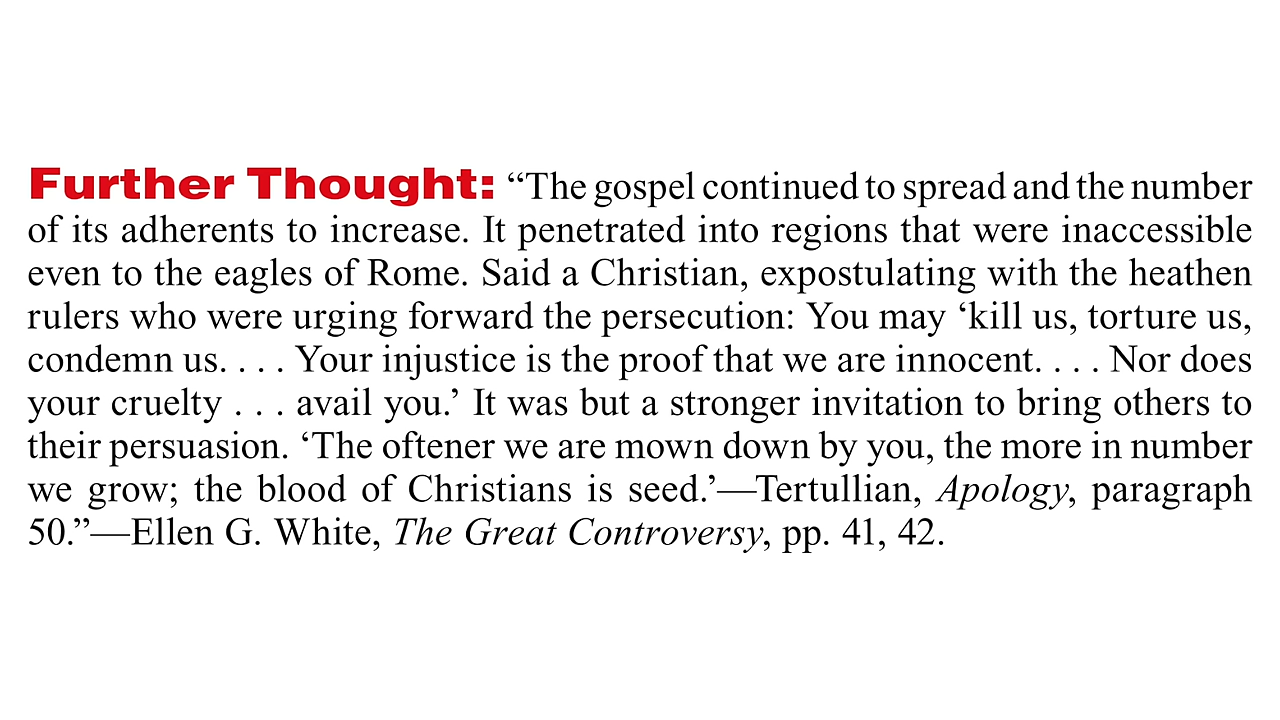 Further Thought: “The gospel continued to spread and the number
of its adherents to increase. It penetrated into regions that were inaccessible
even to the eagles of Rome. Said a Christian, expostulating with the heathen
rulers who were urging forward the persecution: You may ‘kill us, torture us,
condemn us. . . . Your injustice is the proof that we are innocent. . . . Nor does
your cruelty . . . avail you.’ It was but a stronger invitation to bring others to
their persuasion. ‘The oftener we are mown down by you, the more in number
we grow; the blood of Christians is seed.’—Tertullian, Apology, paragraph
50.”—Ellen G. White, The Great Controversy, pp. 41, 42.